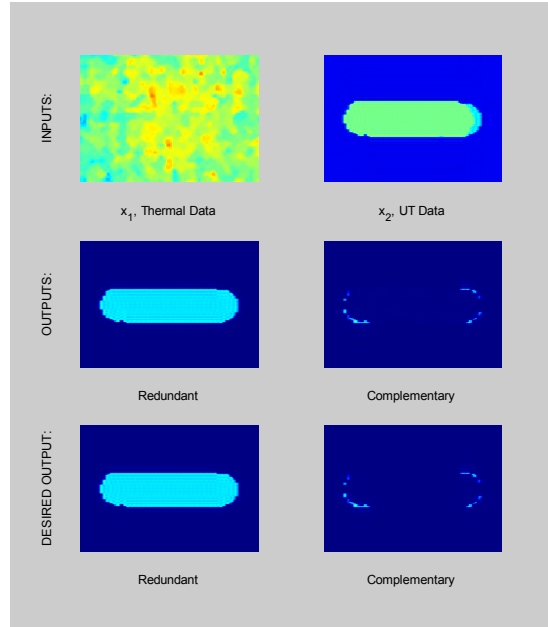 INPUTS:
x1, Thermal Data
x2, UT Data
OUTPUTS:
Redundant
Complementary
DESIRED OUTPUT:
Redundant
Complementary